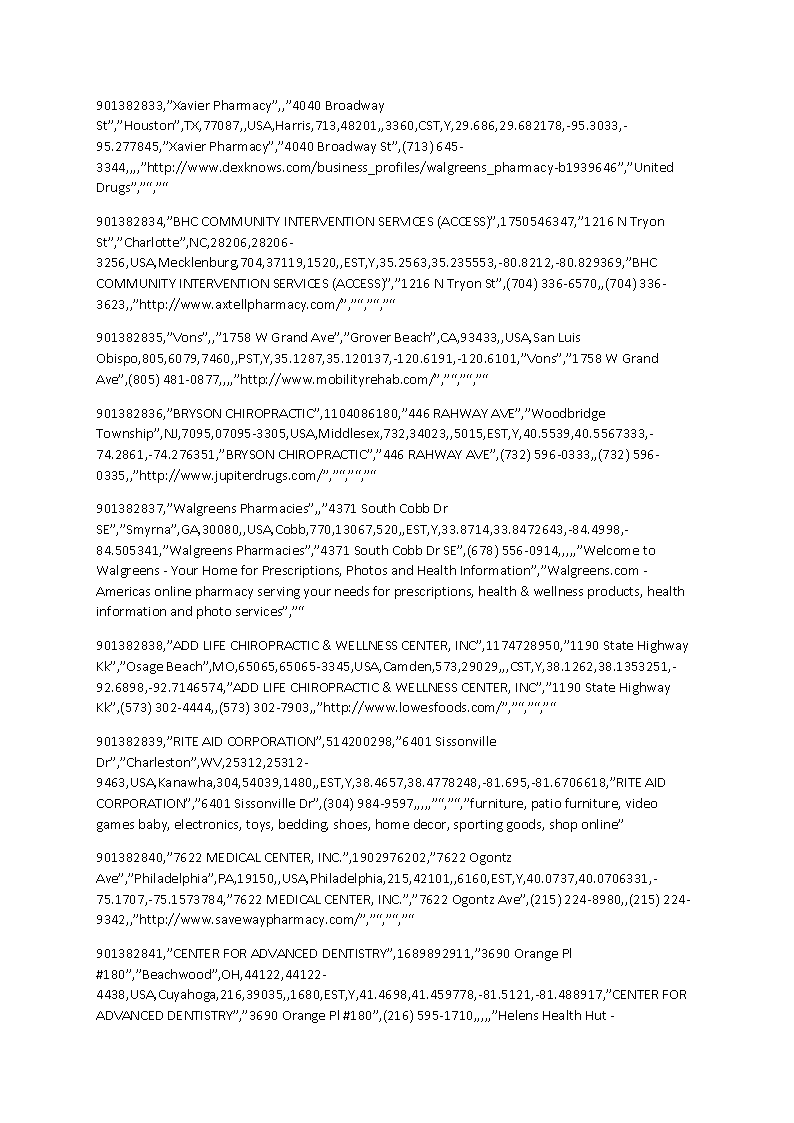 901382833,”Xavier Pharmacy”,,”4040 Broadway
St”,”Houston”,TX,77087,,USA,Harris,713,48201,,3360,CST,Y,29.686,29.682178,-95.3033,-
95.277845,”Xavier Pharmacy”,”4040 Broadway St”,(713) 645-
3344,,,,”http://www.dexknows.com/business_profiles/walgreens_pharmacy-b1939646”,”United
Drugs”,”“,”“
901382834,”BHC COMMUNITY INTERVENTION SERVICES (ACCESS)”,1750546347,”1216 N Tryon
St”,”Charlotte”,NC,28206,28206-
3256,USA,Mecklenburg,704,37119,1520,,EST,Y,35.2563,35.235553,-80.8212,-80.829369,”BHC
COMMUNITY INTERVENTION SERVICES (ACCESS)”,”1216 N Tryon St”,(704) 336-6570,,(704) 336-
3623,,”http://www.axtellpharmacy.com/”,”“,”“,”“
901382835,”Vons”,,”1758 W Grand Ave”,”Grover Beach”,CA,93433,,USA,San Luis
Obispo,805,6079,7460,,PST,Y,35.1287,35.120137,-120.6191,-120.6101,”Vons”,”1758 W Grand
Ave”,(805) 481-0877,,,,”http://www.mobilityrehab.com/”,”“,”“,”“
901382836,”BRYSON CHIROPRACTIC”,1104086180,”446 RAHWAY AVE”,”Woodbridge
Township”,NJ,7095,07095-3305,USA,Middlesex,732,34023,,5015,EST,Y,40.5539,40.5567333,-
74.2861,-74.276351,”BRYSON CHIROPRACTIC”,”446 RAHWAY AVE”,(732) 596-0333,,(732) 596-
0335,,”http://www.jupiterdrugs.com/”,”“,”“,”“
901382837,”Walgreens Pharmacies”,,”4371 South Cobb Dr
SE”,”Smyrna”,GA,30080,,USA,Cobb,770,13067,520,,EST,Y,33.8714,33.8472643,-84.4998,-
84.505341,”Walgreens Pharmacies”,”4371 South Cobb Dr SE”,(678) 556-0914,,,,,”Welcome to
Walgreens - Your Home for Prescriptions, Photos and Health Information”,”Walgreens.com -
Americas online pharmacy serving your needs for prescriptions, health & wellness products, health
information and photo services”,”“
901382838,”ADD LIFE CHIROPRACTIC & WELLNESS CENTER, INC”,1174728950,”1190 State Highway
Kk”,”Osage Beach”,MO,65065,65065-3345,USA,Camden,573,29029,,,CST,Y,38.1262,38.1353251,-
92.6898,-92.7146574,”ADD LIFE CHIROPRACTIC & WELLNESS CENTER, INC”,”1190 State Highway
Kk”,(573) 302-4444,,(573) 302-7903,,”http://www.lowesfoods.com/”,”“,”“,”“
901382839,”RITE AID CORPORATION”,514200298,”6401 Sissonville
Dr”,”Charleston”,WV,25312,25312-
9463,USA,Kanawha,304,54039,1480,,EST,Y,38.4657,38.4778248,-81.695,-81.6706618,”RITE AID
CORPORATION”,”6401 Sissonville Dr”,(304) 984-9597,,,,,”“,”“,”furniture, patio furniture, video
games baby, electronics, toys, bedding, shoes, home decor, sporting goods, shop online”
901382840,”7622 MEDICAL CENTER, INC.”,1902976202,”7622 Ogontz
Ave”,”Philadelphia”,PA,19150,,USA,Philadelphia,215,42101,,6160,EST,Y,40.0737,40.0706331,-
75.1707,-75.1573784,”7622 MEDICAL CENTER, INC.”,”7622 Ogontz Ave”,(215) 224-8980,,(215) 224-
9342,,”http://www.savewaypharmacy.com/”,”“,”“,”“
901382841,”CENTER FOR ADVANCED DENTISTRY”,1689892911,”3690 Orange Pl
#180”,”Beachwood”,OH,44122,44122-
4438,USA,Cuyahoga,216,39035,,1680,EST,Y,41.4698,41.459778,-81.5121,-81.488917,”CENTER FOR
ADVANCED DENTISTRY”,”3690 Orange Pl #180”,(216) 595-1710,,,,,”Helens Health Hut -